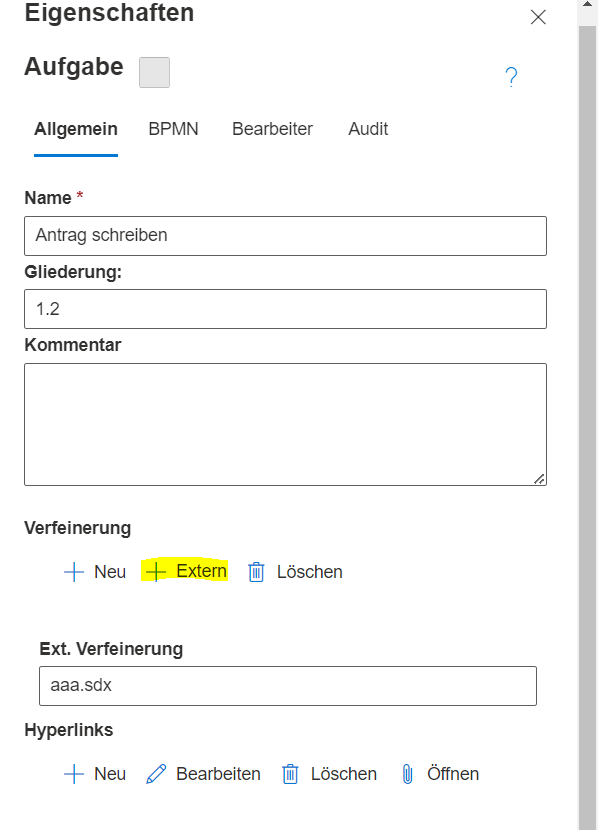 Eigenschaften
Aufgabe
?
Allgemein BPMN Bearbeiter Audit
Name *
Antrag schreiben
Gliederung:
1.2
Kommentar
Verfeinerung
Neu Extern Löschen
Ext. Verfeinerung
aaa.sdx
Hyperlinks
Neu Bearbeiten Löschen Öffnen